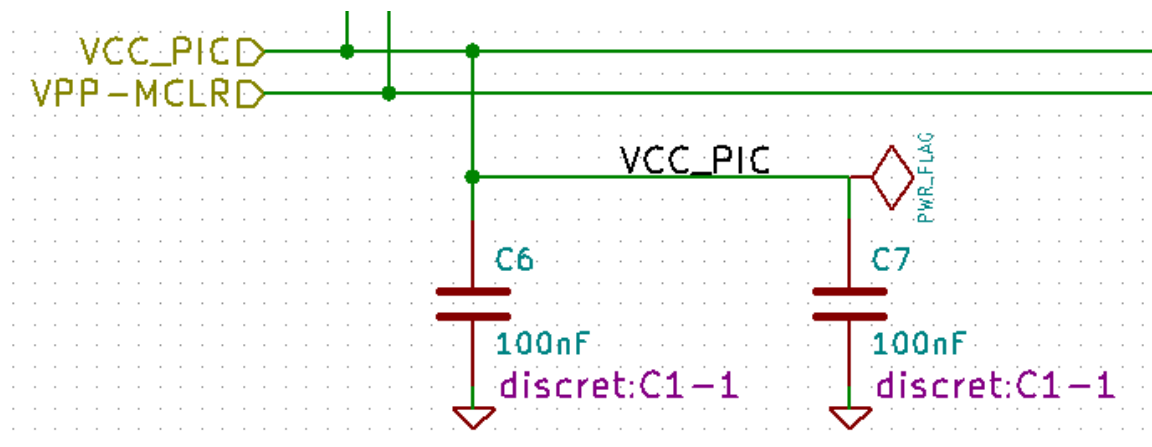 VCC_PIC
VPP-MCLR
VCC_PIC
PWR_FLAG
C6
C7
100nF
100nF
discret:C1-1
discret:C1-1